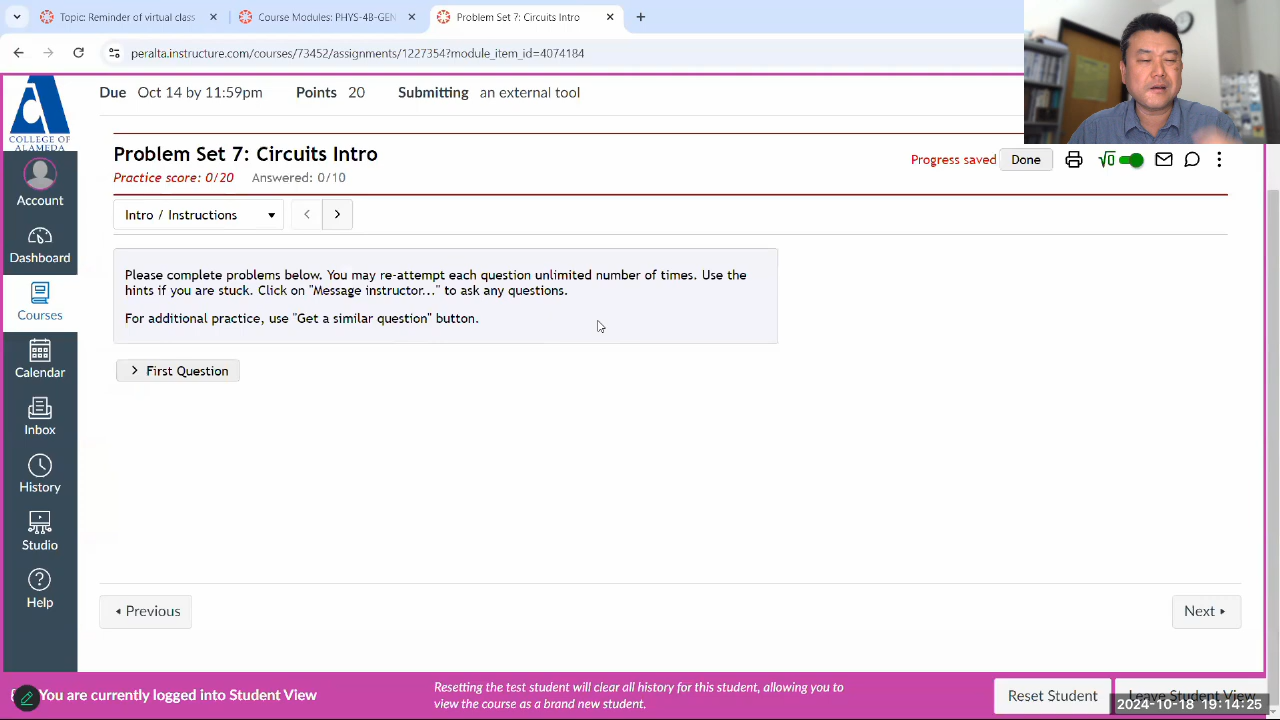 Topic: Reminder of virtual class
Course Modules: PHYS-4B-GEN
Problem Set 7: Circuits Intro
peralta.instructure.com/courses/73452/assignments/1227354?module_item_id=4074184
COLLEGE OF
ALAMEDA
Due Oct 14 by 11:59pm Points 20 Submitting an external tool
Problem Set 7: Circuits Intro
Progress saved Done √0
Practice score: 0/20 Answered: 0/10
Intro / Instructions
Please complete problems below. You may re-attempt each question unlimited number of times. Use the
hints if you are stuck. Click on "Message instructor..." to ask any questions.
For additional practice, use "Get a similar question" button.
First Question
Account
Dashboard
Courses
Calendar
Inbox
History
Studio
Help
Previous
Next
You are currently logged into Student View
Resetting the test student will clear all history for this student, allowing you to
view the course as a brand new student.
Reset Student
Leave Student View
2024-10-18 19:14:25